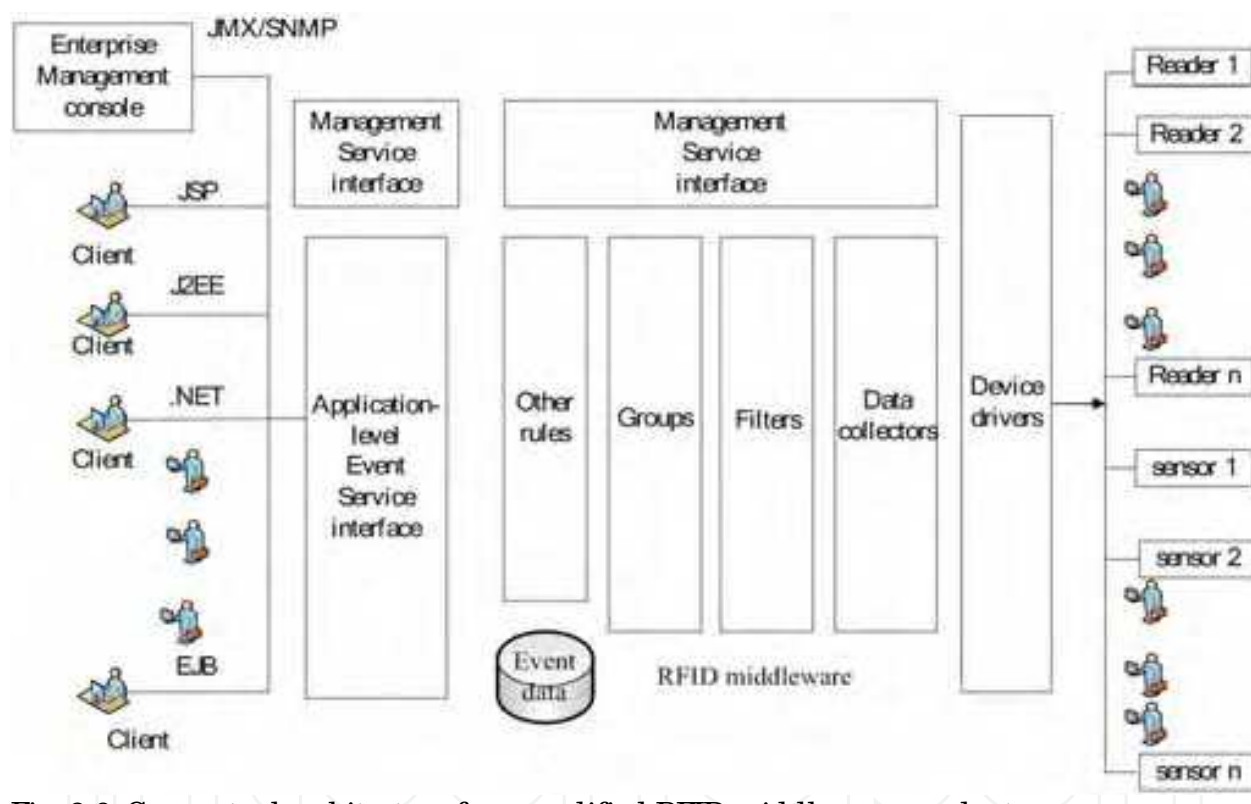 JMX/SNMP
Enterprise
Management
console
JSP
Client
J2EE
Client
.NET
Client
EJB
Client
Management
Service
interface
Application-
level
Event
Service
interface
Management
Service
interface
Other
rules
Groups
Filters
Data
collectors
Event
data
RFID middleware
Device
drivers
Reader 1
Reader 2
Reader n
sensor 1
sensor 2
sensor n